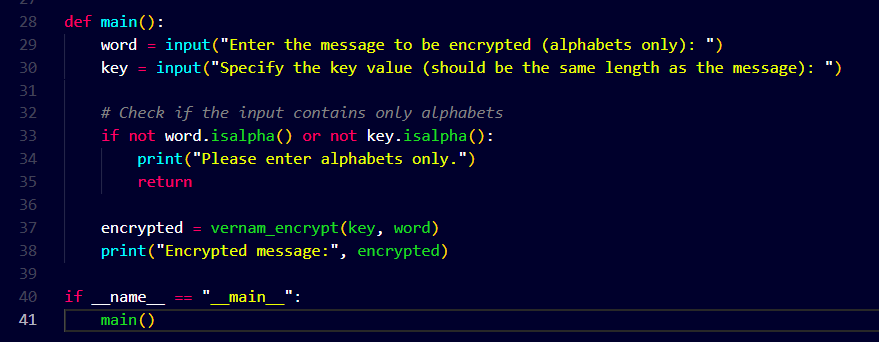 28 def main():
29     word = input("Enter the message to be encrypted (alphabets only): ")
30     key = input("Specify the key value (should be the same length as the message): ")
31
32     # Check if the input contains only alphabets
33     if not word.isalpha() or not key.isalpha():
34         print("Please enter alphabets only.")
35         return
36
37     encrypted = vernam_encrypt(key, word)
38     print("Encrypted message:", encrypted)
39
40 if __name__ == "__main__":
41     main()